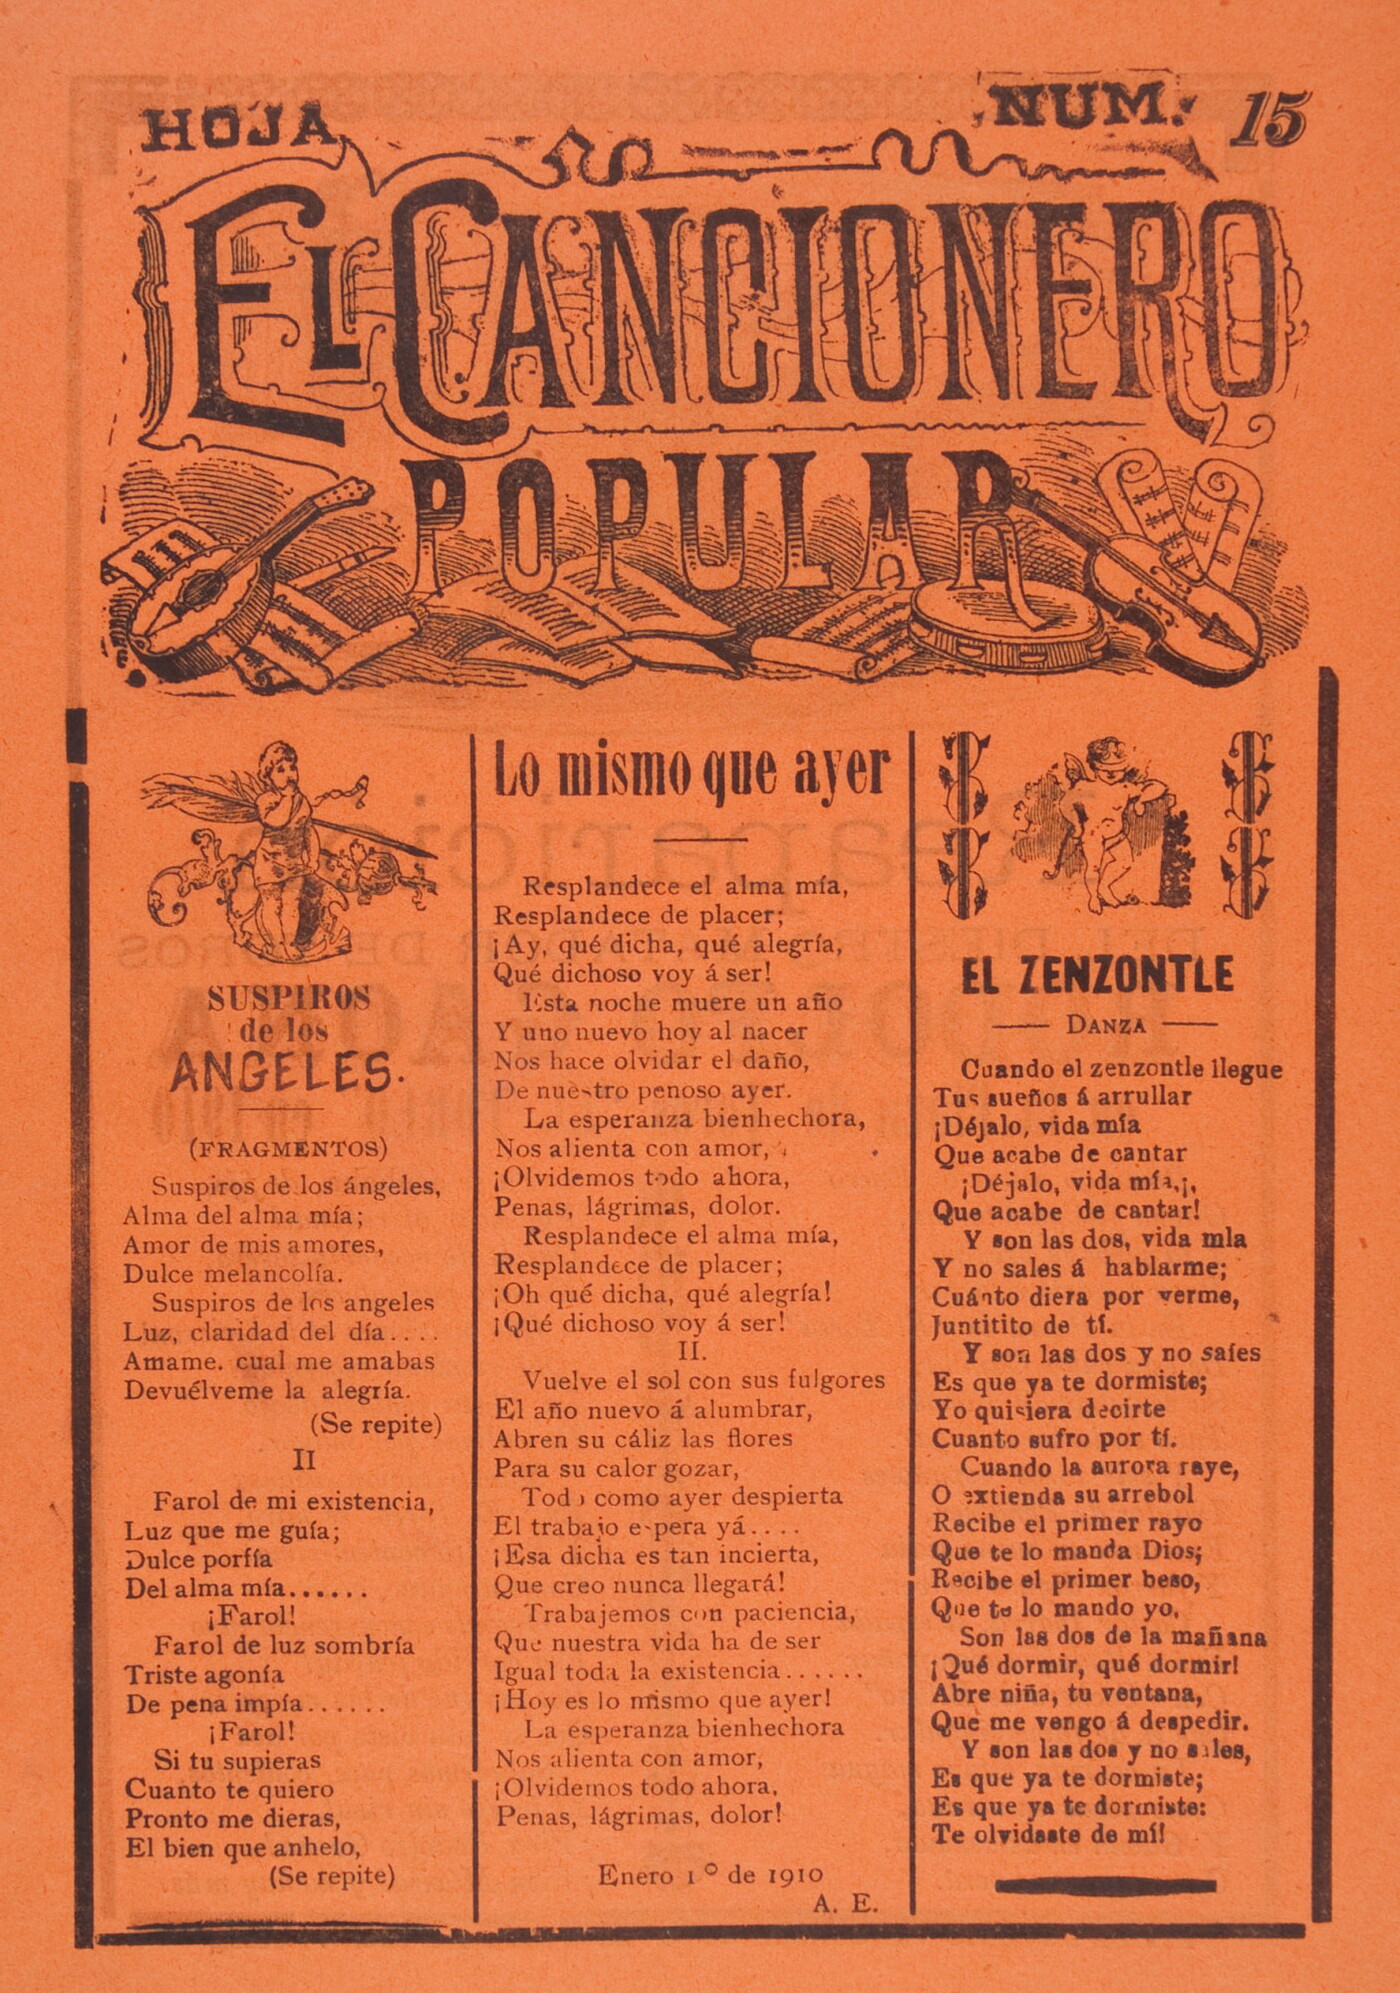 HOJA NUM. 15
EL CANCIONERO
POPULAR
SUSPIROS
de los
ANGELES.
(FRAGMENTOS)
Suspiros de los ángeles,
Alma del alma mía;
Amor de mis amores,
Dulce melancolía.
Suspiros de los angeles
Luz, claridad del día....
Amame. cual me amabas
Devuélveme la alegría.
(Se repite)
II
Farol de mi existencia,
Luz que me guía;
Dulce porfía
Del alma mía......
¡Farol!
Farol de luz sombría
Triste agonía
De pena impía......
¡Farol!
Si tu supieras
Cuanto te quiero
Pronto me dieras,
El bien que anhelo,
(Se repite)
Lo mismo que ayer
Resplandece el alma mía,
Resplandece de placer;
¡Ay, qué dicha, qué alegría,
Qué dichoso voy á ser!
Esta noche muere un año
Y uno nuevo hoy al nacer
Nos hace olvidar el daño,
De nuestro penoso ayer.
La esperanza bienhechora,
Nos alienta con amor,
¡Olvidemos todo ahora,
Penas, lágrimas, dolor.
Resplandece el alma mía,
Resplandece de placer;
¡Oh qué dicha, qué alegría!
¡Qué dichoso voy á ser!
II.
Vuelve el sol con sus fulgores
El año nuevo á alumbrar,
Abren su cáliz las flores
Para su calor gozar,
Todo como ayer despierta
El trabajo espera yá....
¡Esa dicha es tan incierta,
Que creo nunca llegará!
Trabajemos con paciencia,
Que nuestra vida ha de ser
Igual toda la existencia......
¡Hoy es lo mismo que ayer!
La esperanza bienhechora
Nos alienta con amor,
¡Olvidemos todo ahora,
Penas, lágrimas, dolor!
Enero 1º de 1910
A. E.
EL ZENZONTLE
DANZA
Cuando el zenzontle llegue
Tus sueños á arrullar
¡Déjalo, vida mía
Que acabe de cantar
¡Déjalo, vida mía,¡,
Que acabe de cantar!
Y son las dos, vida mla
Y no sales á hablarme;
Cuánto diera por verme,
Juntitito de tí.
Y son las dos y no sales
Es que ya te dormiste;
Yo quisiera decirte
Cuanto sufro por tí.
Cuando la aurora raye,
O extienda su arrebol
Recibe el primer rayo
Que te lo manda Dios;
Recibe el primer beso,
Que te lo mando yo.
Son las dos de la mañana
¡Qué dormir, qué dormir!
Abre niña, tu ventana,
Que me vengo á despedir.
Y son las dos y no sales,
Es que ya te dormiste;
Es que ya te dormiste:
Te olvidaste de mí!